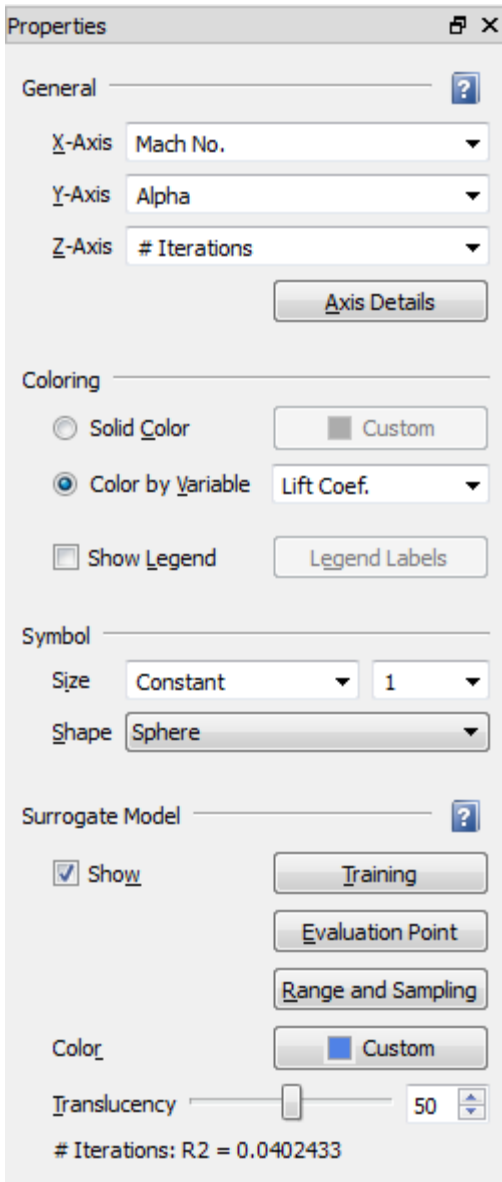 Properties
General ?
X-Axis Mach No.
Y-Axis Alpha
Z-Axis # Iterations
Axis Details
Coloring
Solid Color Custom
Color by Variable Lift Coef.
Show Legend Legend Labels
Symbol
Size Constant 1
Shape Sphere
Surrogate Model ?
Show Training
Evaluation Point
Range and Sampling
Color Custom
Translucency 50
# Iterations: R2 = 0.0402433